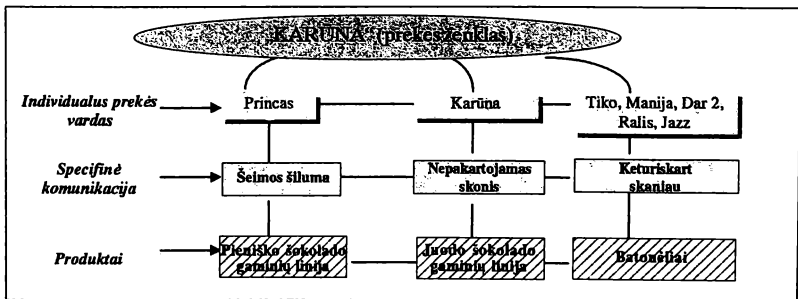 "KARŪNA" (prekės ženklas)
Individualus prekės
vardas
Princas
Karūna
Tiko, Manija, Dar 2,
Ralis, Jazz
Specifinė
komunikacija
Šeimos šiluma
Nepakartojamas
skonis
Keturiskart
skaniau
Produktai
Pieniško šokolado
gaminių linija
Juodo šokolado
gaminių linija
Batonėliai